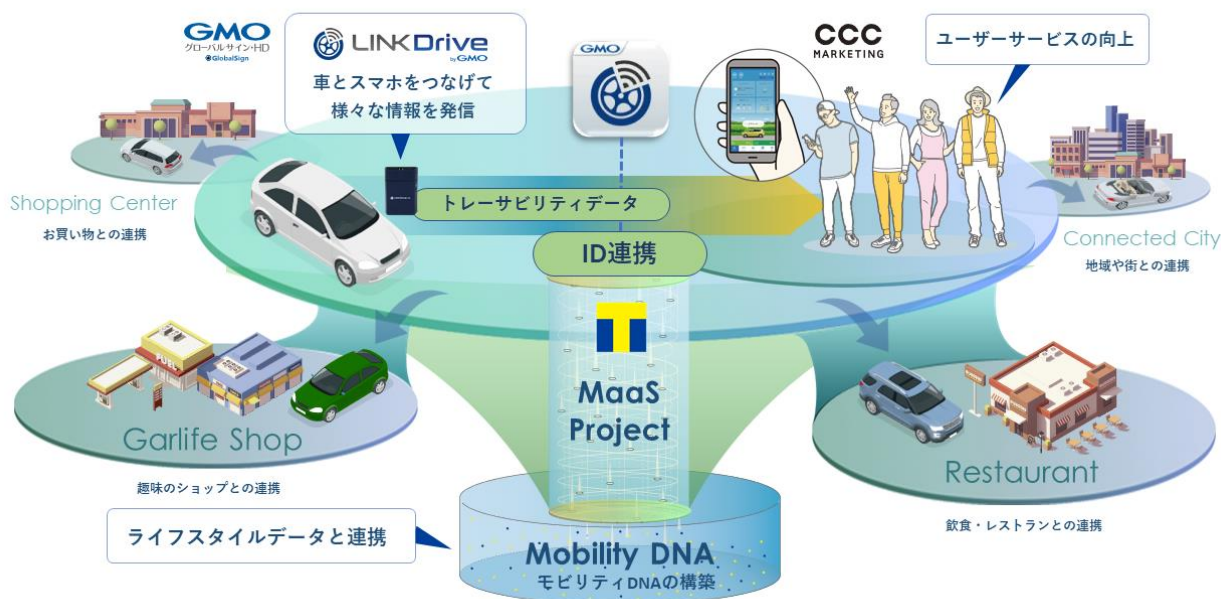 GMO
グローバルサイン・HD
GlobalSign
LINKDrive
by GMO
車とスマホをつなげて
様々な情報を発信
GMO
CCC
MARKETING
ユーザーサービスの向上
トレーサビリティデータ
ID連携
Shopping Center
お買い物との連携
Connected City
地域や街との連携
T
MaaS
Project
FUEL
Garlife Shop
趣味のショップとの連携
Restaurant
飲食・レストランとの連携
ライフスタイルデータと連携
Mobility DNA
モビリティDNAの構築